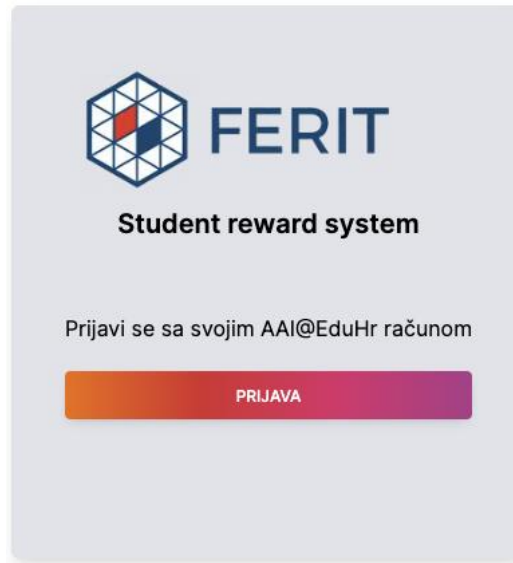 FERIT
Student reward system
Prijavi se sa svojim AAI@EduHr računom
PRIJAVA